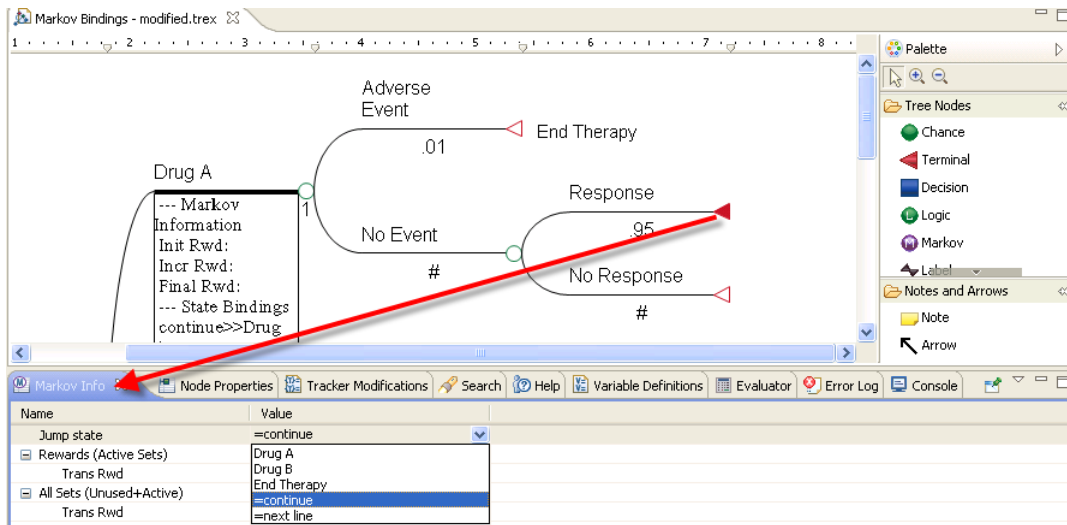 Markov Bindings - modified.trex
1 2 3 4 5 6 7 8
Palette
Tree Nodes
Chance
Terminal
Decision
Logic
Markov
Label
Notes and Arrows
Note
Arrow
Adverse
Event
.01
End Therapy
Drug A
1
--- Markov
Information
Init Rwd:
Incr Rwd:
Final Rwd:
--- State Bindings
continue>>Drug
No Event
#
Response
.95
No Response
#
Markov Info
Node Properties
Tracker Modifications
Search
Help
Variable Definitions
Evaluator
Error Log
Console
Name Value
Jump state =continue
Rewards (Active Sets)
Trans Rwd
All Sets (Unused+Active)
Trans Rwd
Drug A
Drug B
End Therapy
=continue
=next line